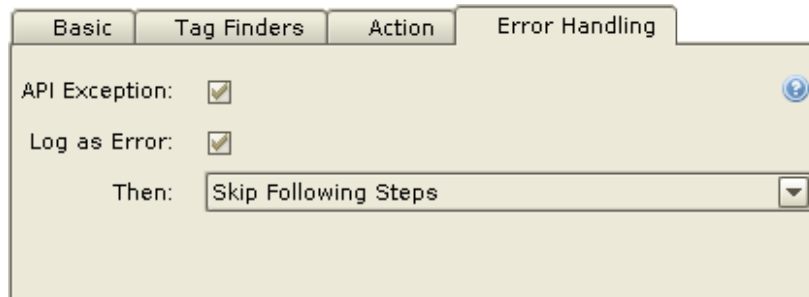 Basic Tag Finders Action Error Handling
API Exception:
Log as Error:
Then: Skip Following Steps